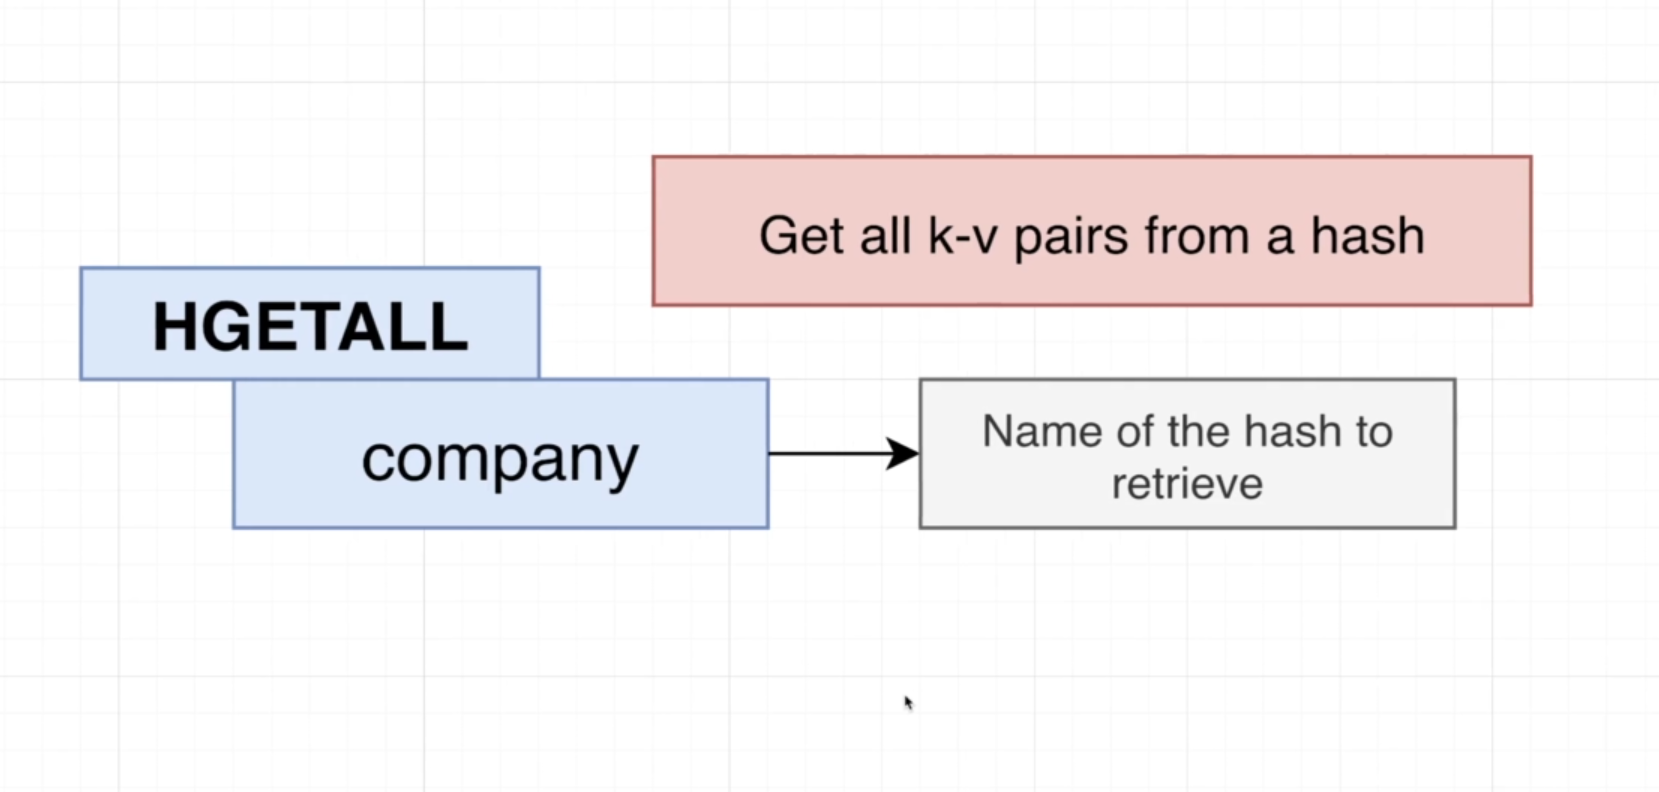 Get all k-v pairs from a hash
HGETALL
company
Name of the hash to
retrieve